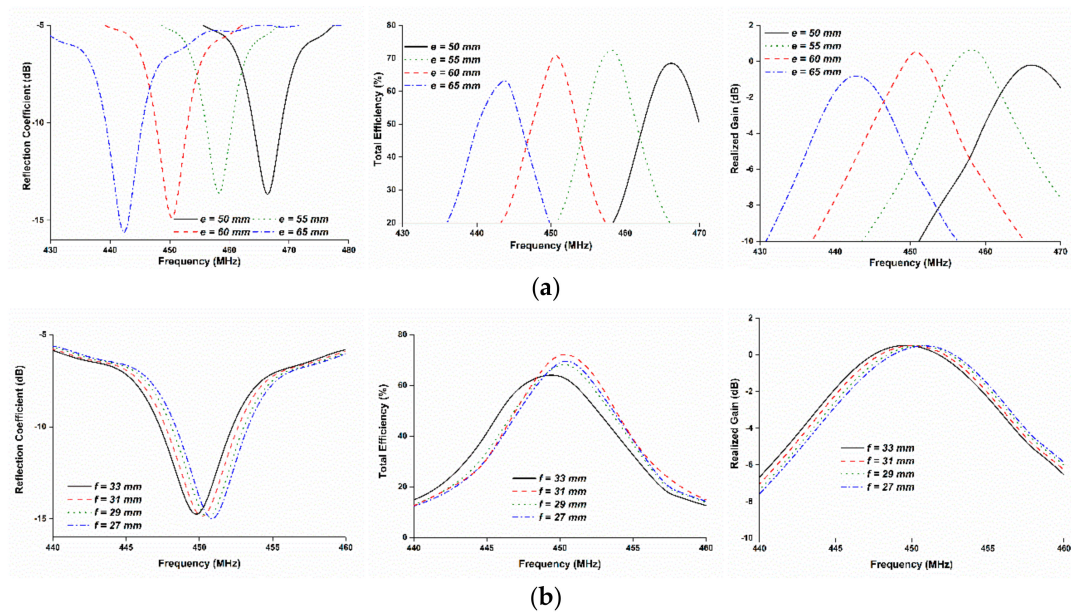 Reflection Coefficient (dB)
-5
-10
-15
e = 50 mm
e = 55 mm
e = 60 mm
e = 65 mm
430
440
450
460
470
480
Frequency (MHz)
Total Efficiency (%)
80
70
60
50
40
30
20
e = 50 mm
e = 55 mm
e = 60 mm
e = 65 mm
430
440
450
460
470
Frequency (MHz)
Realized Gain (dB)
2
0
-2
-4
-6
-8
-10
e = 50 mm
e = 55 mm
e = 60 mm
e = 65 mm
430
440
450
460
470
Frequency (MHz)
(a)
Reflection Coefficient (dB)
-5
-10
-15
f = 33 mm
f = 31 mm
f = 29 mm
f = 27 mm
440
445
450
455
460
Frequency (MHz)
Total Efficiency (%)
80
60
40
20
0
f = 33 mm
f = 31 mm
f = 29 mm
f = 27 mm
440
445
450
455
460
Frequency (MHz)
Realized Gain (dB)
2
0
-2
-4
-6
-8
-10
f = 33 mm
f = 31 mm
f = 29 mm
f = 27 mm
440
445
450
455
460
Frequency (MHz)
(b)